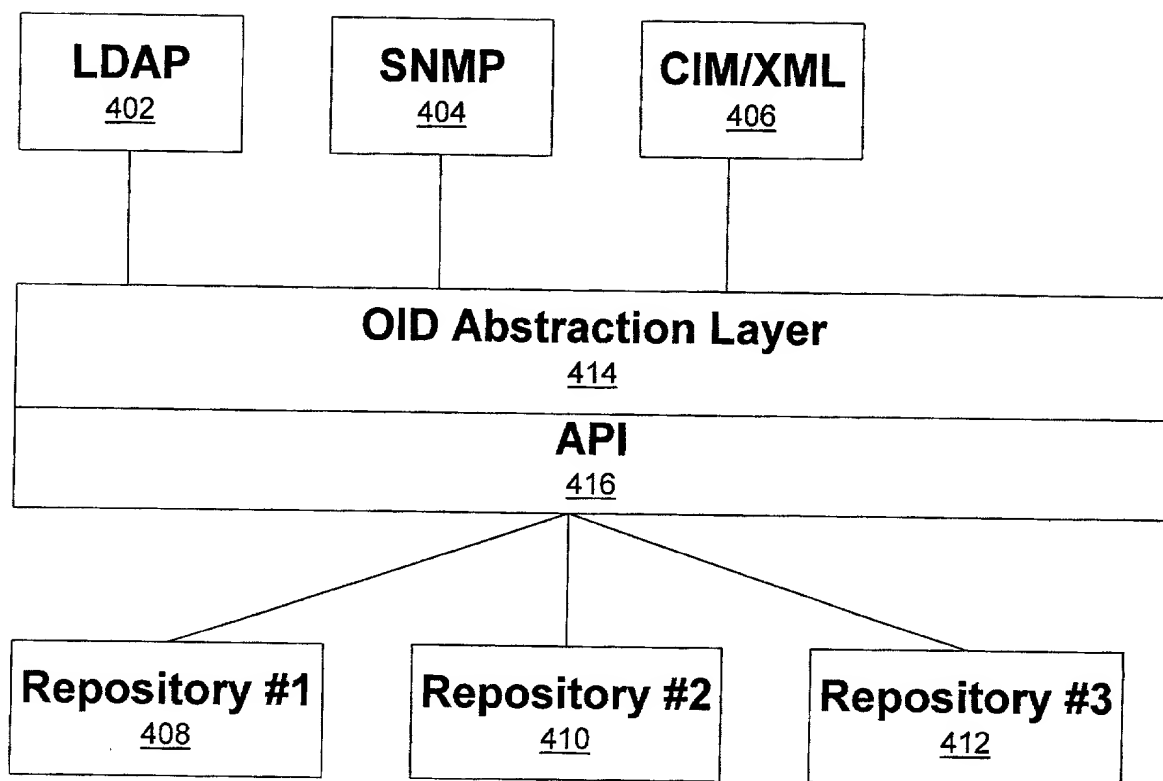 LDAP
402
SNMP
404
CIM/XML
406
OID Abstraction Layer
414
API
416
Repository #1
408
Repository #2
410
Repository #3
412